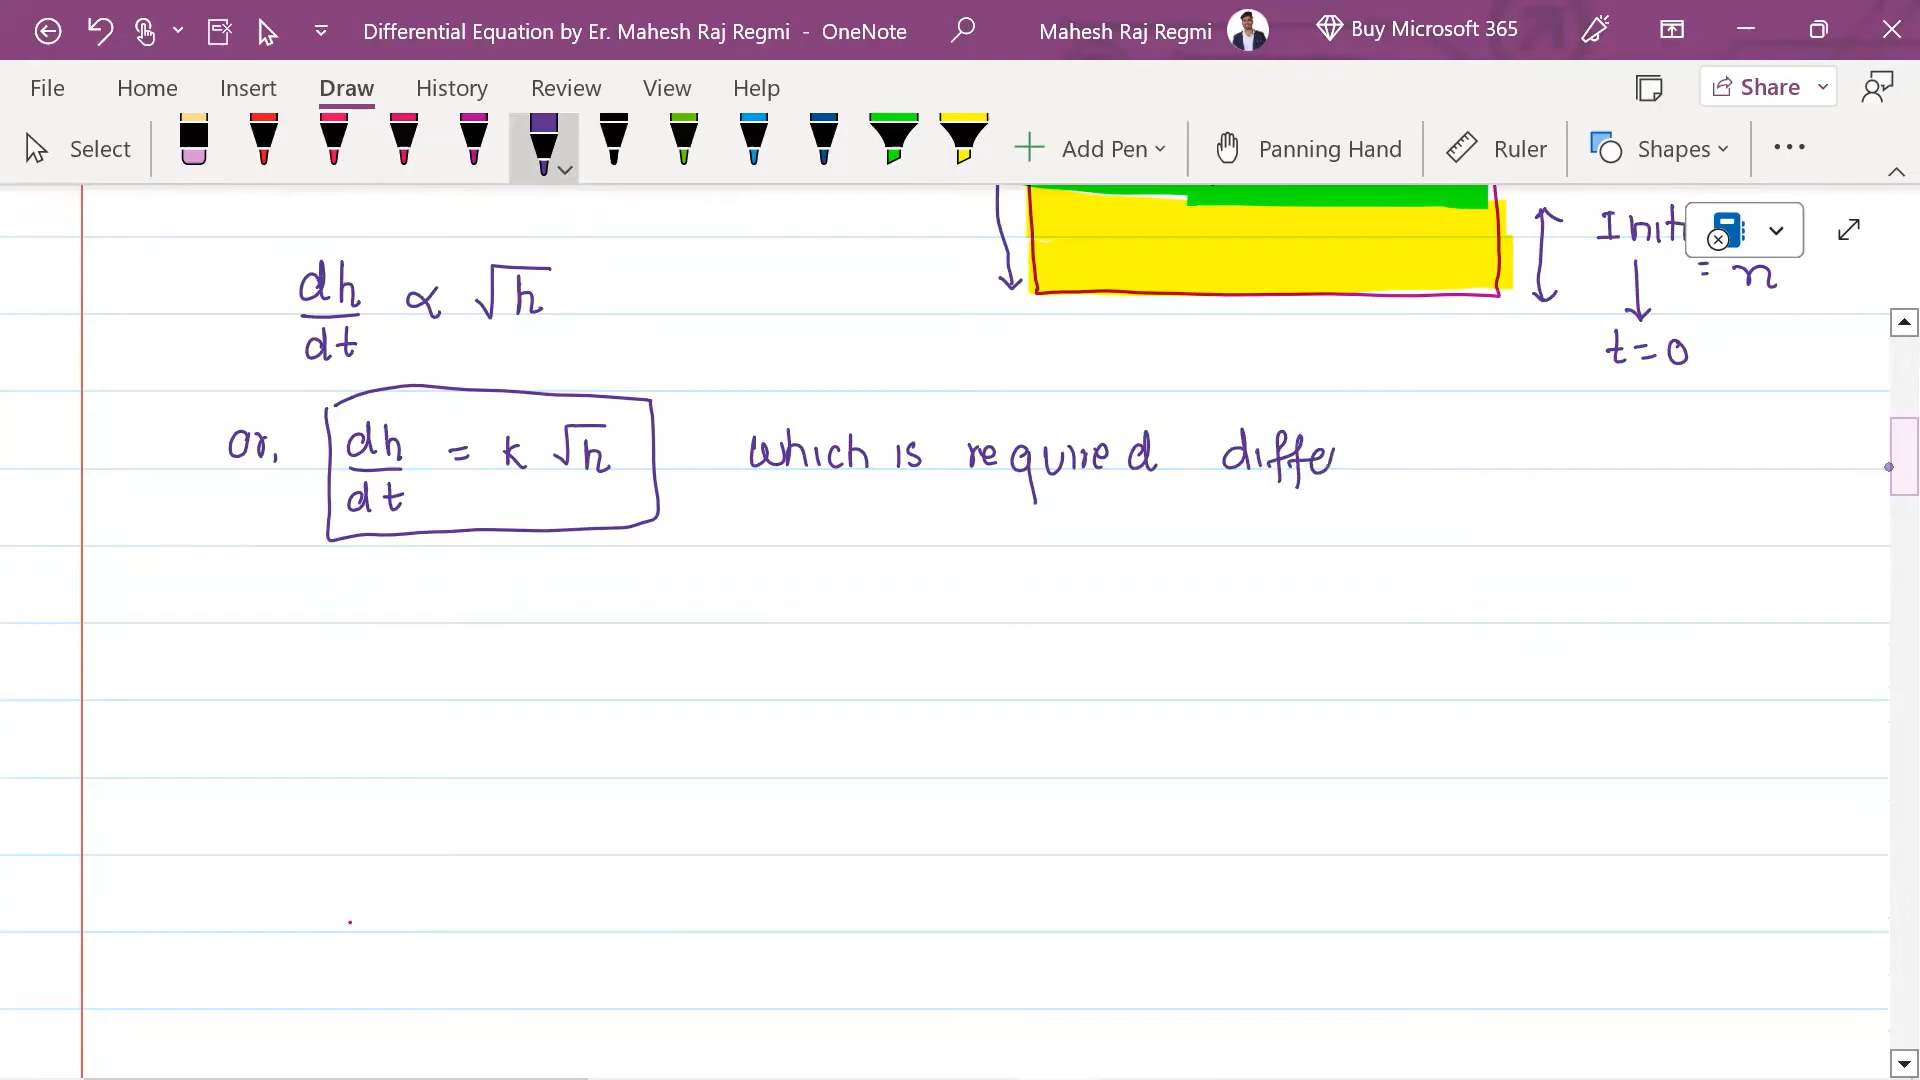 Differential Equation by Er. Mahesh Raj Regmi - OneNote
Mahesh Raj Regmi
Buy Microsoft 365
File Home Insert Draw History Review View Help
Share
Select
Add Pen
Panning Hand
Ruler
Shapes
Init
= n
t = 0
dh/dt ∝ √h
or, dh/dt = k √h which is required diffe